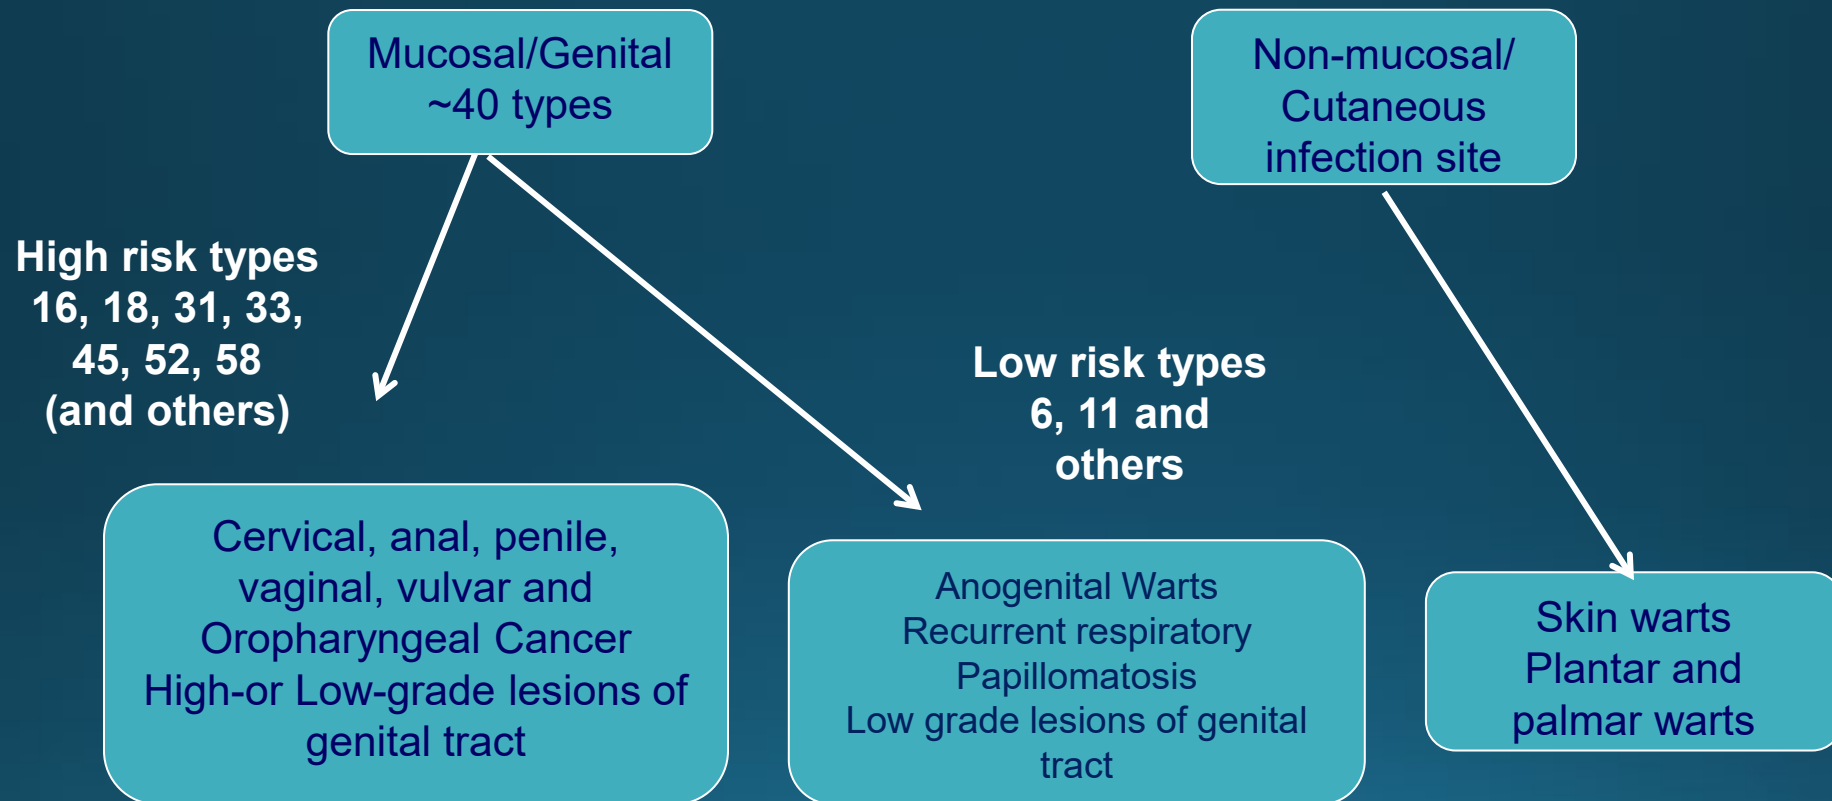 Mucosal/Genital
~40 types
Non-mucosal/
Cutaneous
infection site
High risk types
16, 18, 31, 33,
45, 52, 58
(and others)
Low risk types
6, 11 and
others
Cervical, anal, penile,
vaginal, vulvar and
Oropharyngeal Cancer
High-or Low-grade lesions of
genital tract
Anogenital Warts
Recurrent respiratory
Papillomatosis
Low grade lesions of genital
tract
Skin warts
Plantar and
palmar warts